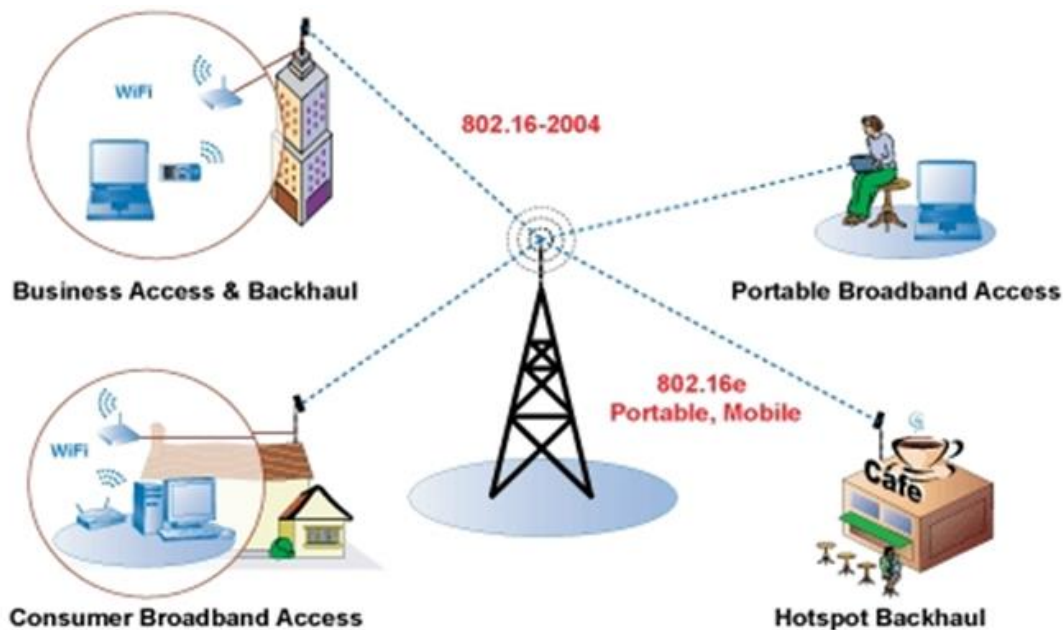 WiFi
802.16-2004
Business Access & Backhaul
Portable Broadband Access
802.16e
Portable, Mobile
WiFi
Cafe
Consumer Broadband Access
Hotspot Backhaul